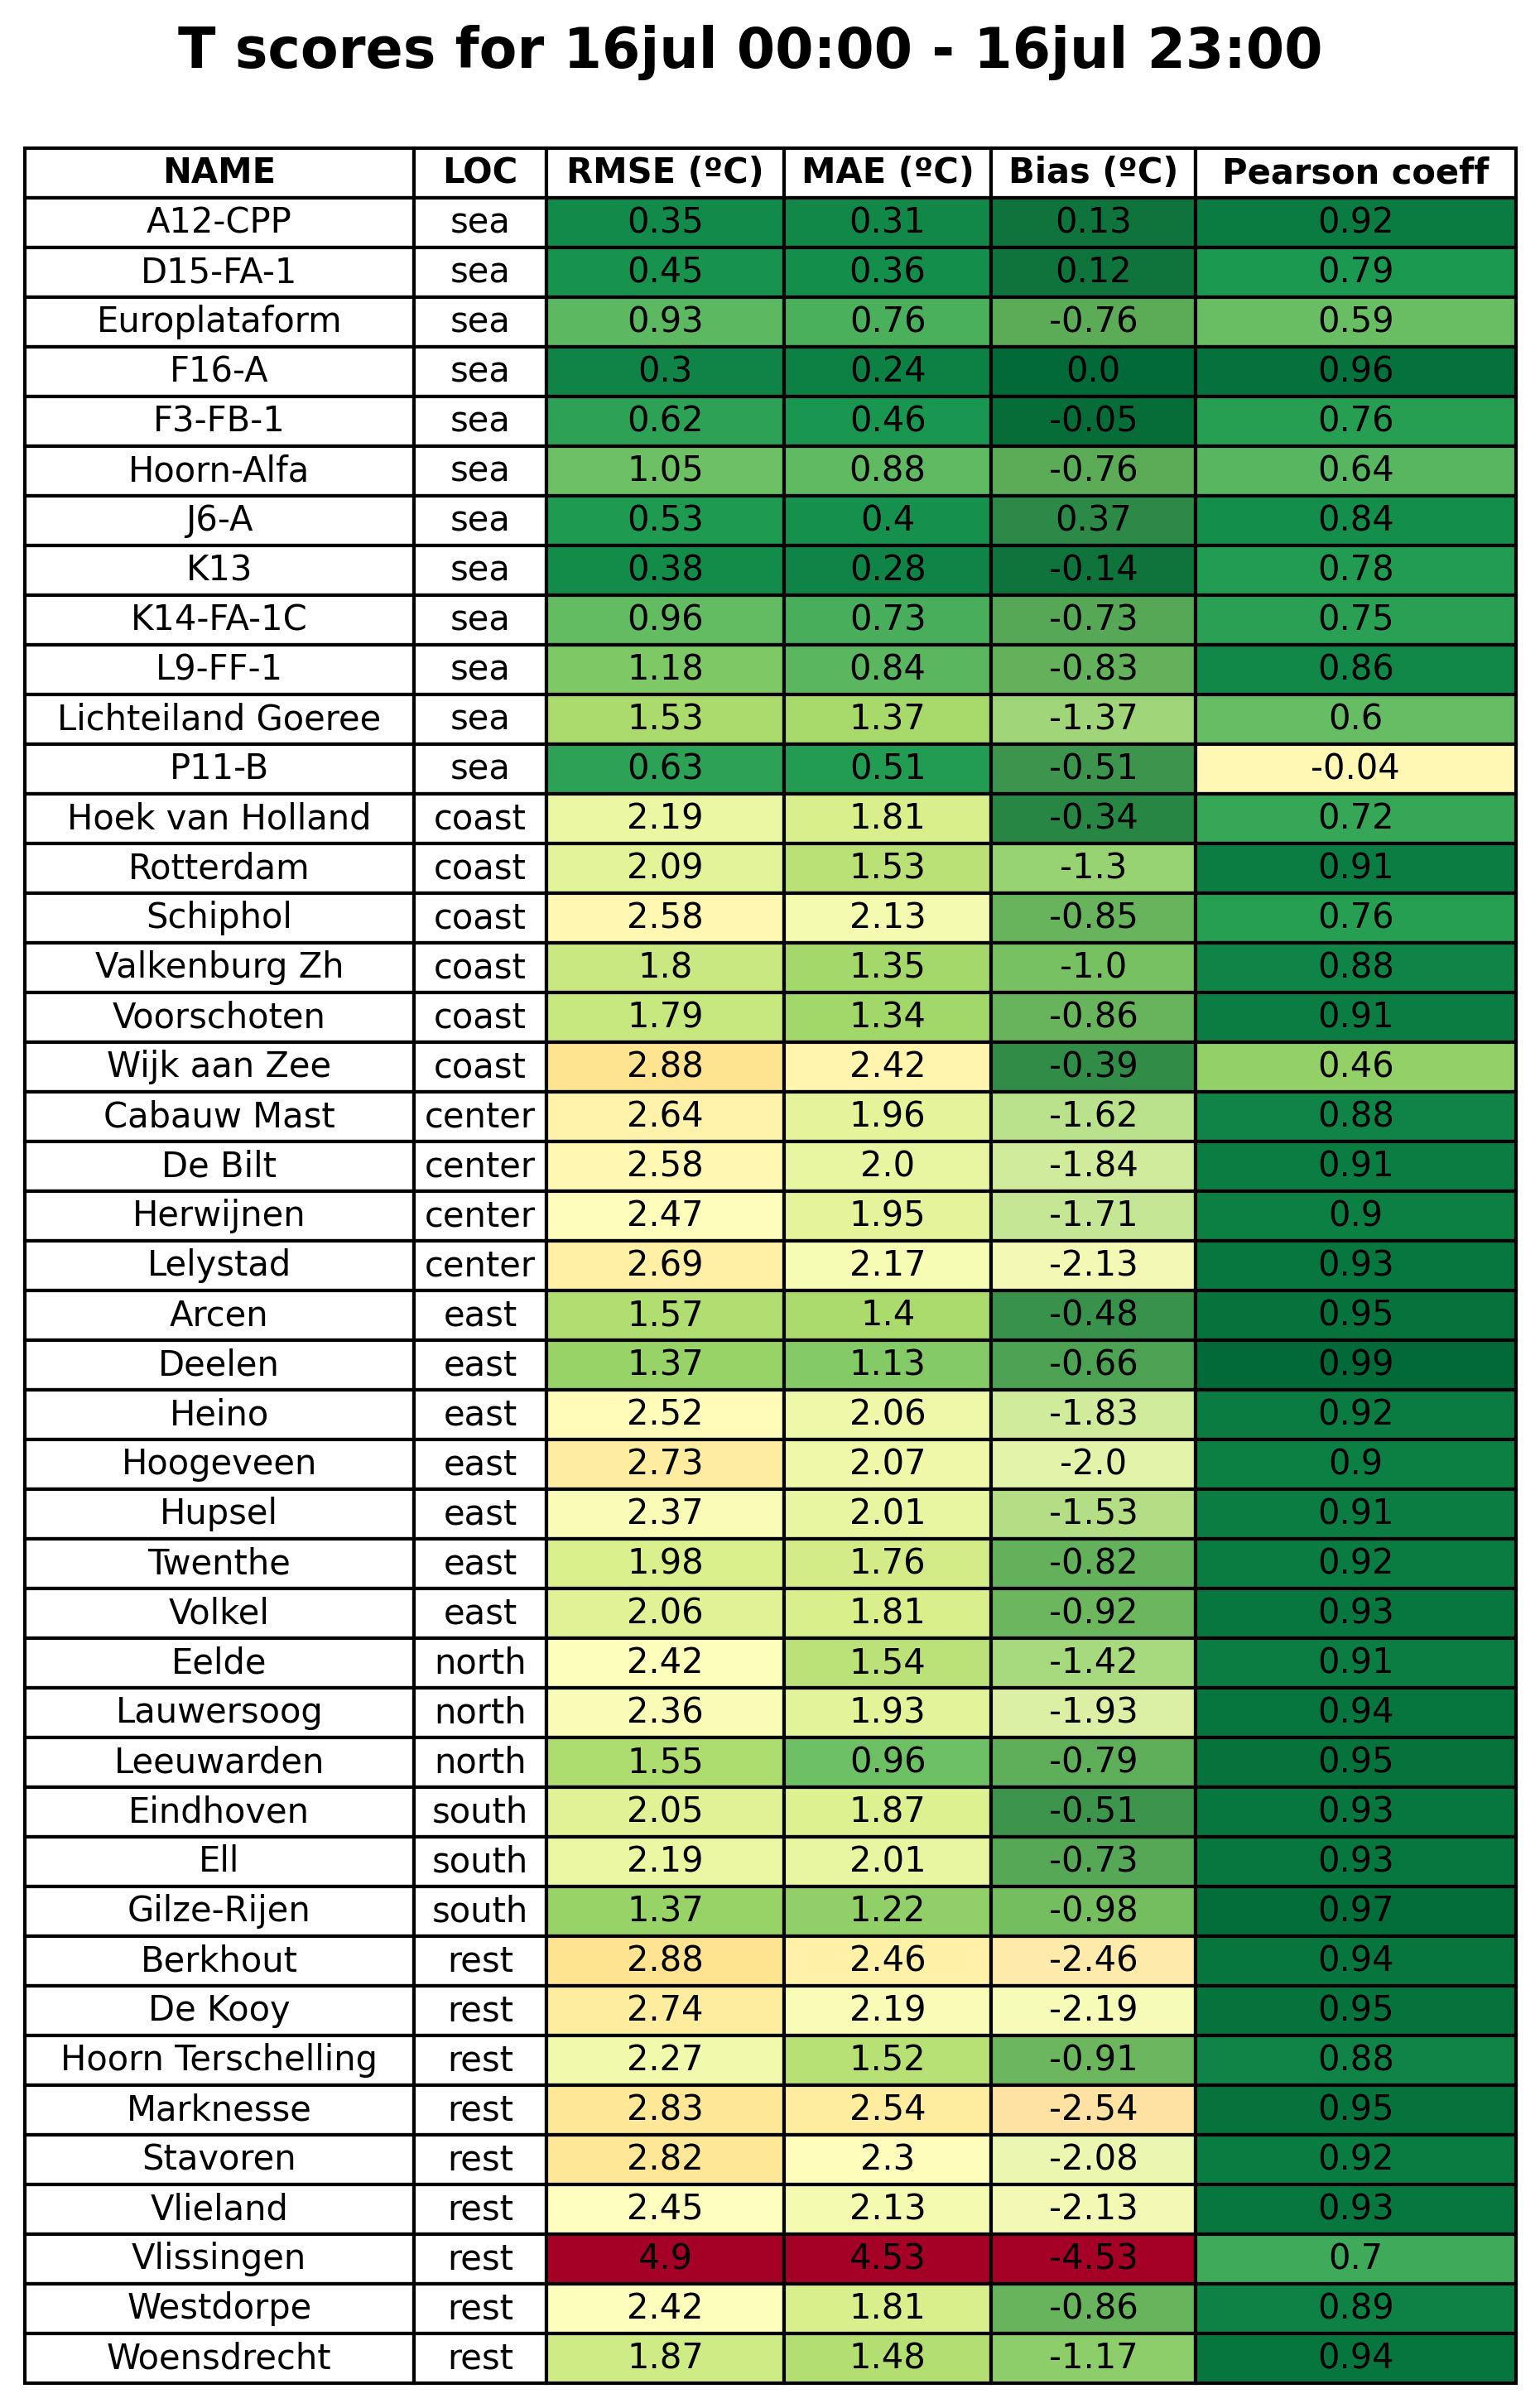 T scores for 16jul 00:00 - 16jul 23:00
NAME LOC RMSE (ºC) MAE (ºC) Bias (ºC) Pearson coeff
A12-CPP sea 0.35 0.31 0.13 0.92
D15-FA-1 sea 0.45 0.36 0.12 0.79
Europlataform sea 0.93 0.76 -0.76 0.59
F16-A sea 0.3 0.24 0.0 0.96
F3-FB-1 sea 0.62 0.46 -0.05 0.76
Hoorn-Alfa sea 1.05 0.88 -0.76 0.64
J6-A sea 0.53 0.4 0.37 0.84
K13 sea 0.38 0.28 -0.14 0.78
K14-FA-1C sea 0.96 0.73 -0.73 0.75
L9-FF-1 sea 1.18 0.84 -0.83 0.86
Lichteiland Goeree sea 1.53 1.37 -1.37 0.6
P11-B sea 0.63 0.51 -0.51 -0.04
Hoek van Holland coast 2.19 1.81 -0.34 0.72
Rotterdam coast 2.09 1.53 -1.3 0.91
Schiphol coast 2.58 2.13 -0.85 0.76
Valkenburg Zh coast 1.8 1.35 -1.0 0.88
Voorschoten coast 1.79 1.34 -0.86 0.91
Wijk aan Zee coast 2.88 2.42 -0.39 0.46
Cabauw Mast center 2.64 1.96 -1.62 0.88
De Bilt center 2.58 2.0 -1.84 0.91
Herwijnen center 2.47 1.95 -1.71 0.9
Lelystad center 2.69 2.17 -2.13 0.93
Arcen east 1.57 1.4 -0.48 0.95
Deelen east 1.37 1.13 -0.66 0.99
Heino east 2.52 2.06 -1.83 0.92
Hoogeveen east 2.73 2.07 -2.0 0.9
Hupsel east 2.37 2.01 -1.53 0.91
Twenthe east 1.98 1.76 -0.82 0.92
Volkel east 2.06 1.81 -0.92 0.93
Eelde north 2.42 1.54 -1.42 0.91
Lauwersoog north 2.36 1.93 -1.93 0.94
Leeuwarden north 1.55 0.96 -0.79 0.95
Eindhoven south 2.05 1.87 -0.51 0.93
Ell south 2.19 2.01 -0.73 0.93
Gilze-Rijen south 1.37 1.22 -0.98 0.97
Berkhout rest 2.88 2.46 -2.46 0.94
De Kooy rest 2.74 2.19 -2.19 0.95
Hoorn Terschelling rest 2.27 1.52 -0.91 0.88
Marknesse rest 2.83 2.54 -2.54 0.95
Stavoren rest 2.82 2.3 -2.08 0.92
Vlieland rest 2.45 2.13 -2.13 0.93
Vlissingen rest 4.9 4.53 -4.53 0.7
Westdorpe rest 2.42 1.81 -0.86 0.89
Woensdrecht rest 1.87 1.48 -1.17 0.94